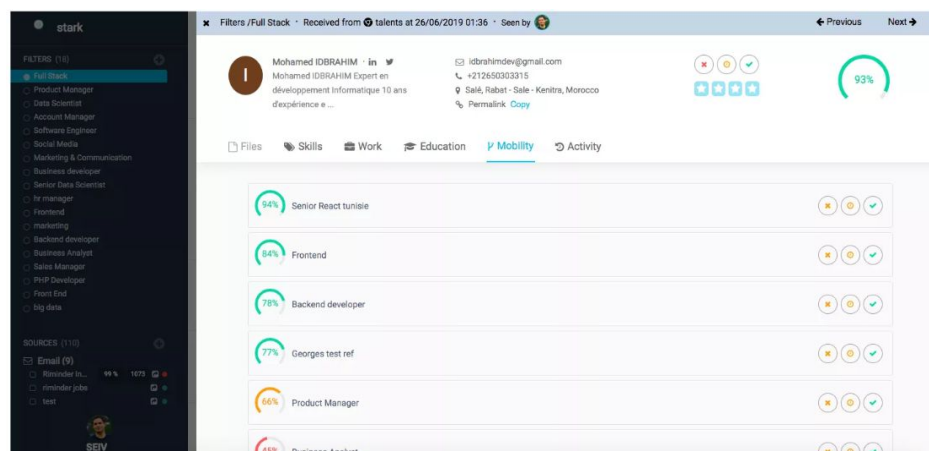 stark
FILTERS (18)
Full Stack
Product Manager
Data Scientist
Account Manager
Software Engineer
Social Media
Marketing & Communication
Business developer
Senior Data Scientist
hr manager
Frontend
marketing
Backend developer
Business Analyst
Sales Manager
PHP Developer
Front End
big data
SOURCES (110)
Email (9)
Riminder In... 99 % 1073
riminder jobs
test
SEIV
Filters /Full Stack · Received from talents at 26/06/2019 01:36 · Seen by
Previous Next
I
Mohamed IDBRAHIM · in
Mohamed IDBRAHIM Expert en
développement Informatique 10 ans
d'expérience e ...
idbrahimdev@gmail.com
+212650303315
Salé, Rabat - Sale - Kenitra, Morocco
Permalink Copy
93%
Files Skills Work Education Mobility Activity
94% Senior React tunisie
84% Frontend
78% Backend developer
77% Georges test ref
66% Product Manager
Business Analyst